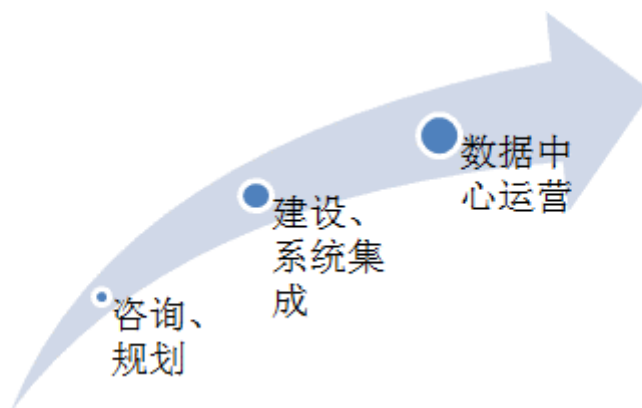 数据中
心运营
建设、
系统集
成
咨询、
规划